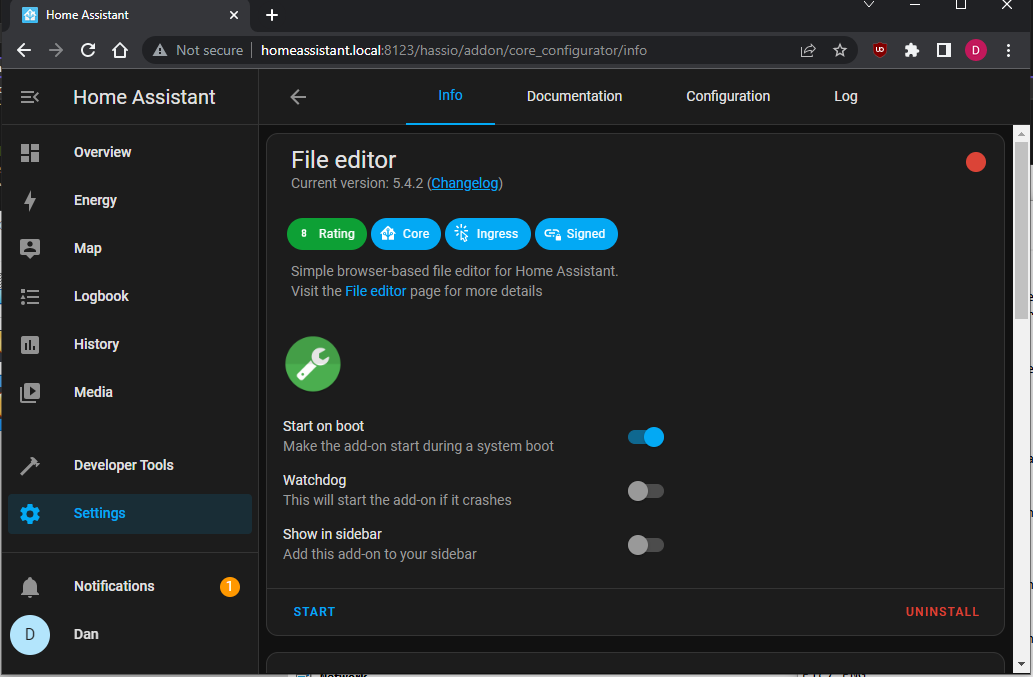 Home Assistant
Not secure
homeassistant.local:8123/hassio/addon/core_configurator/info
UD
D
Home Assistant
Overview
Energy
Map
Logbook
History
Media
Developer Tools
Settings
Notifications
1
D
Dan
Info
Documentation
Configuration
Log
File editor
Current version: 5.4.2 (Changelog)
8 Rating
Core
Ingress
Signed
Simple browser-based file editor for Home Assistant.
Visit the File editor page for more details
Start on boot
Make the add-on start during a system boot
Watchdog
This will start the add-on if it crashes
Show in sidebar
Add this add-on to your sidebar
START
UNINSTALL